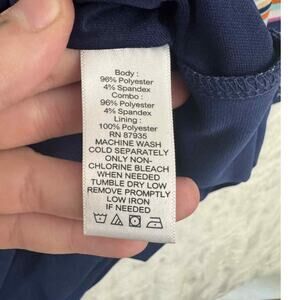 Body :
96% Polyester
4% Spandex
Combo :
96% Polyester
4% Spandex
Lining :
100% Polyester
RN 87935
MACHINE WASH
COLD SEPARATELY
ONLY NON-
CHLORINE BLEACH
WHEN NEEDED
TUMBLE DRY LOW
REMOVE PROMPTLY
LOW IRON
IF NEEDED